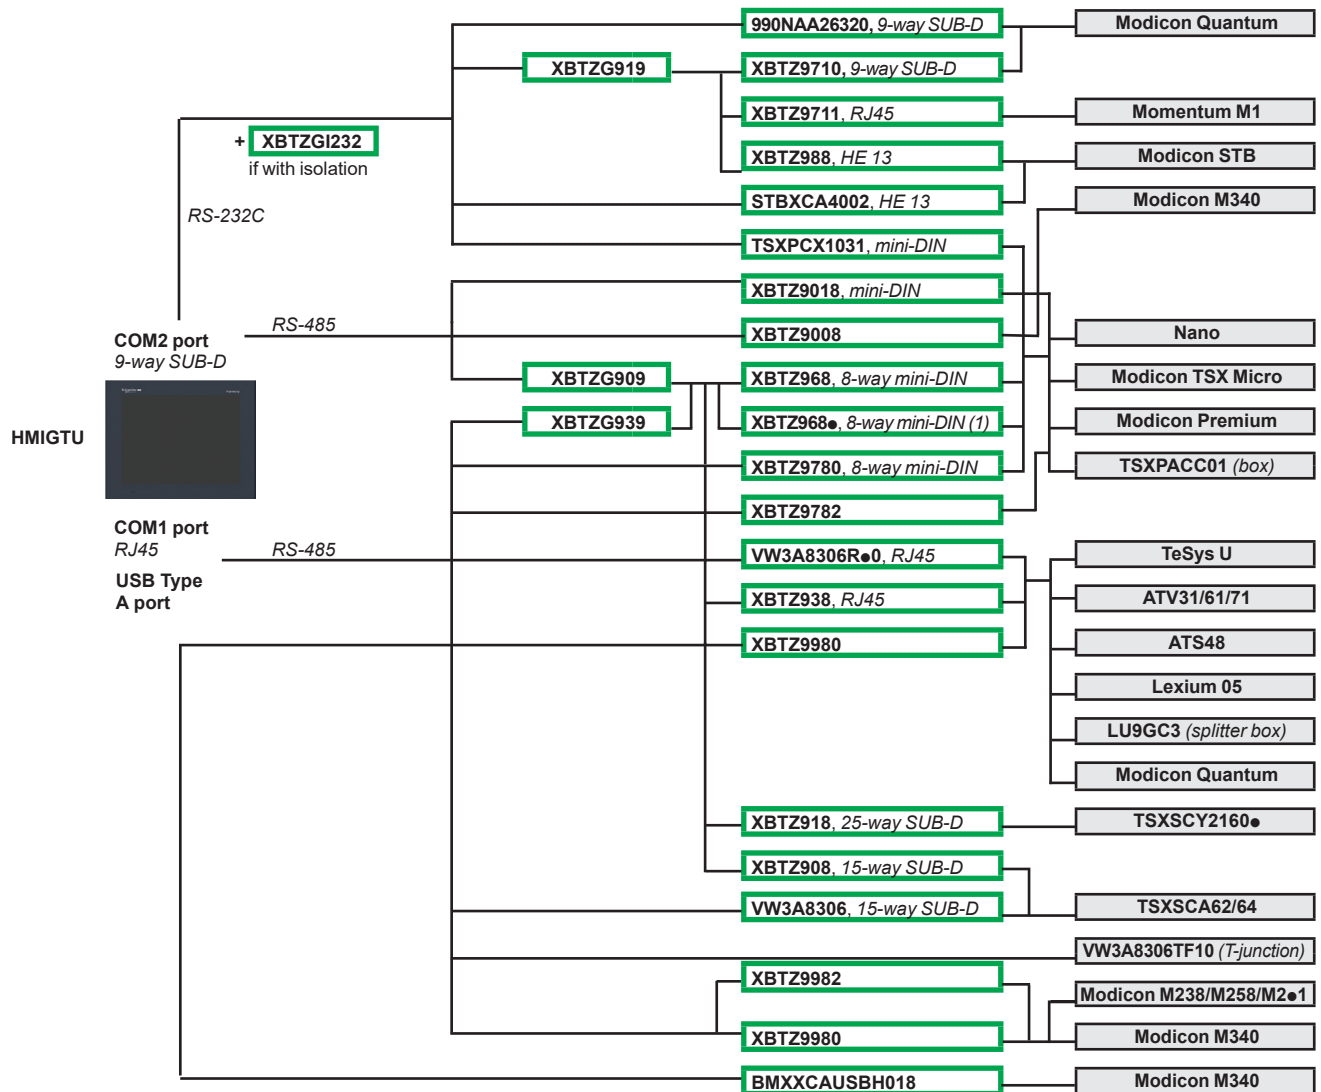 990NAA26320, 9-way SUB-D
Modicon Quantum
XBTZG919
XBTZ9710, 9-way SUB-D
XBTZ9711, RJ45
Momentum M1
+ XBTZGI232
if with isolation
XBTZ988, HE 13
Modicon STB
STBXCA4002, HE 13
Modicon M340
RS-232C
TSXPCX1031, mini-DIN
XBTZ9018, mini-DIN
COM2 port
9-way SUB-D
RS-485
XBTZ9008
Nano
XBTZG909
XBTZ968, 8-way mini-DIN
Modicon TSX Micro
XBTZG939
XBTZ968●, 8-way mini-DIN (1)
Modicon Premium
HMIGTU
XBTZ9780, 8-way mini-DIN
TSXPACC01 (box)
XBTZ9782
COM1 port
RJ45
RS-485
USB Type
A port
VW3A8306R●0, RJ45
TeSys U
XBTZ938, RJ45
ATV31/61/71
XBTZ9980
ATS48
Lexium 05
LU9GC3 (splitter box)
Modicon Quantum
XBTZ918, 25-way SUB-D
TSXSCY2160●
XBTZ908, 15-way SUB-D
VW3A8306, 15-way SUB-D
TSXSCA62/64
VW3A8306TF10 (T-junction)
XBTZ9982
Modicon M238/M258/M2●1
XBTZ9980
Modicon M340
BMXXCAUSBH018
Modicon M340